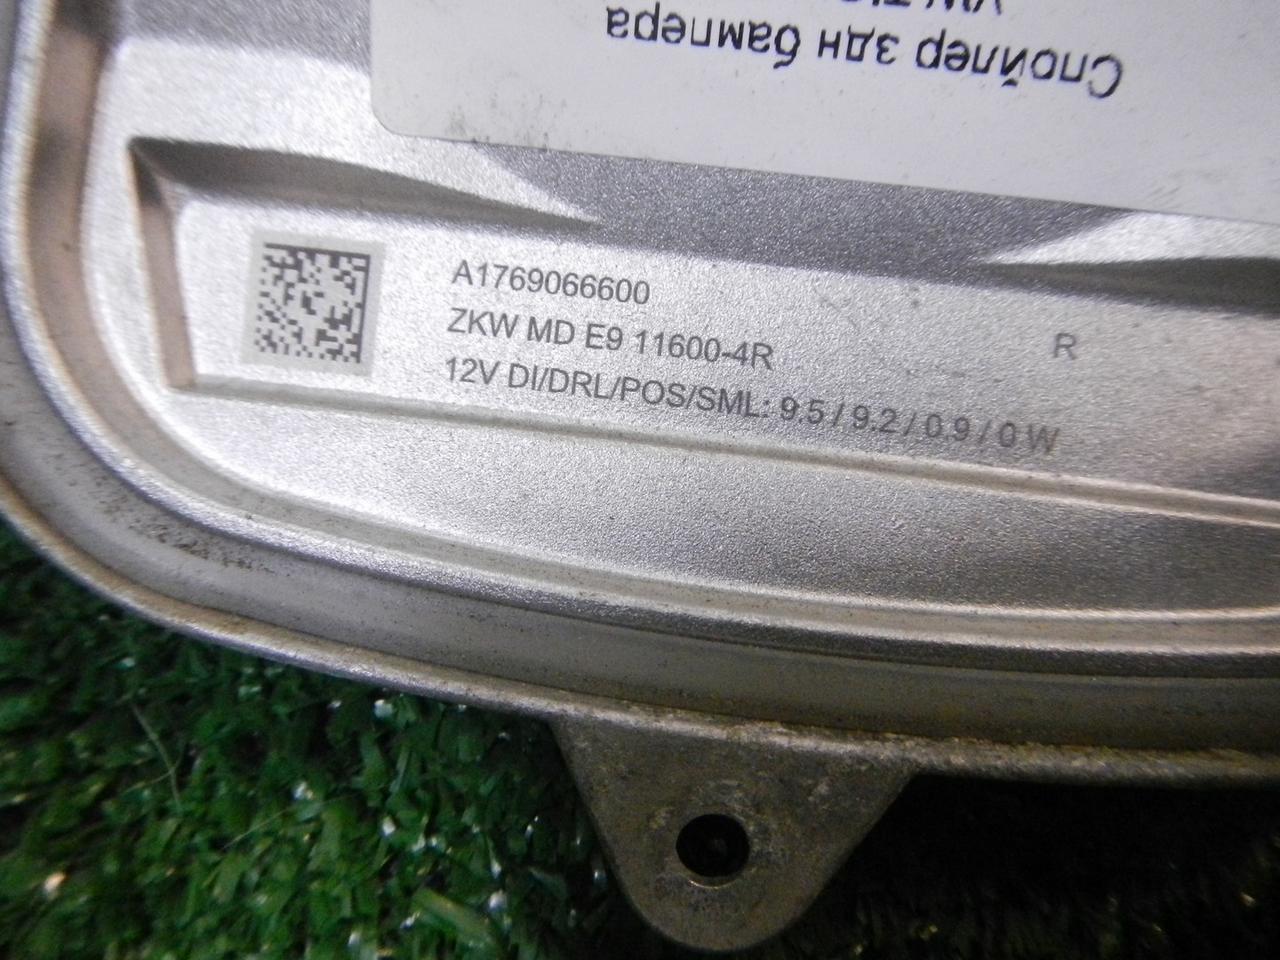 Спойлер здн бампера
A1769066600
ZKW MD E9 11600-4R
12V DI/DRL/POS/SML: 9.5 / 9.2 / 0.9 / 0 W
R